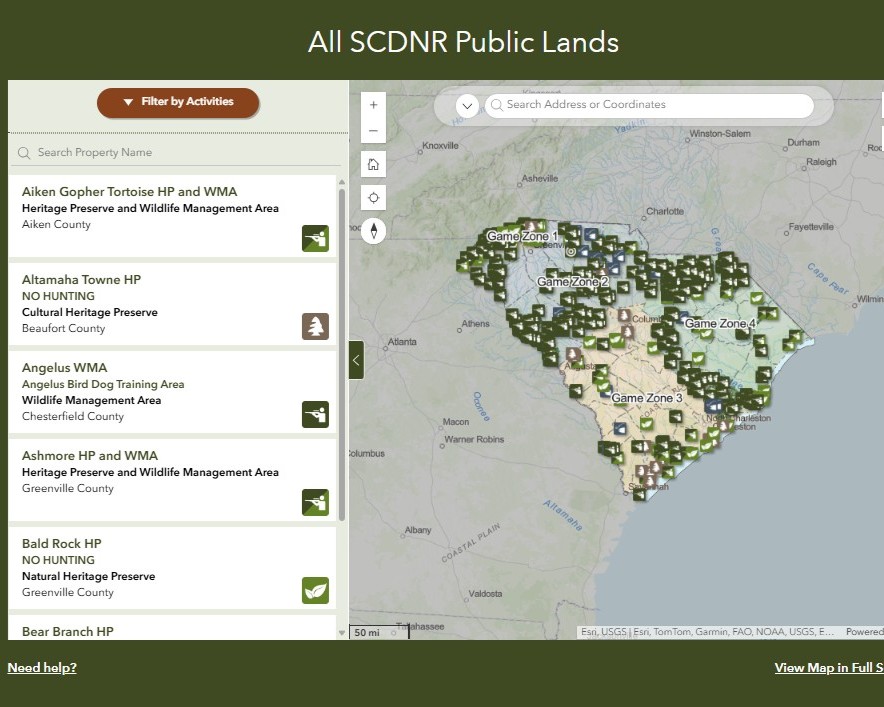 All SCDNR Public Lands
Filter by Activities
Search Property Name
Aiken Gopher Tortoise HP and WMA
Heritage Preserve and Wildlife Management Area
Aiken County
Altamaha Towne HP
NO HUNTING
Cultural Heritage Preserve
Beaufort County
Angelus WMA
Angelus Bird Dog Training Area
Wildlife Management Area
Chesterfield County
Ashmore HP and WMA
Heritage Preserve and Wildlife Management Area
Greenville County
Bald Rock HP
NO HUNTING
Natural Heritage Preserve
Greenville County
Bear Branch HP
+
Search Address or Coordinates
−
Yadkin
Winston-Salem
Knoxville
Durham
Raleigh
Asheville
Charlotte
Fayetteville
Game Zone 1
Game Zone 2
Cape Fear
Wilmin
Athens
Game Zone 4
Atlanta
Game Zone 3
Oconee
Macon
Warner Robins
Columbus
Savannah
Altamaha
Albany
COASTAL PLAIN
Valdosta
50 mi
Tallahassee
Esri, USGS | Esri, TomTom, Garmin, FAO, NOAA, USGS, E...
Powered
Need help?
View Map in Full S